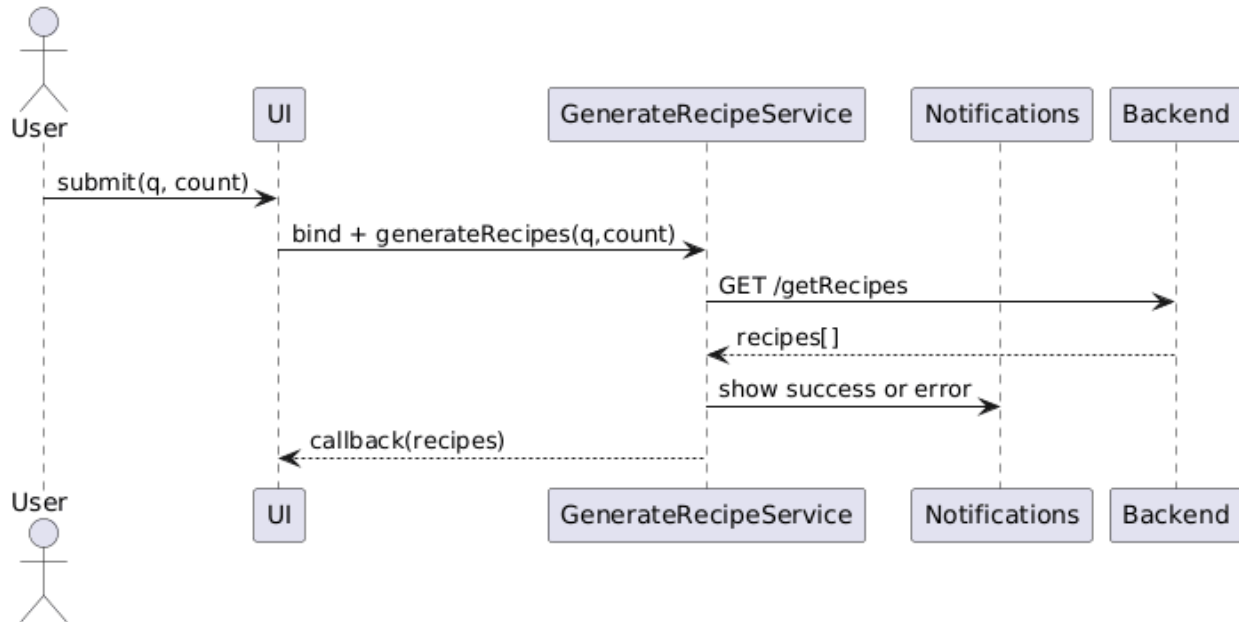 User
UI
GenerateRecipeService
Notifications
Backend
submit(q, count)
bind + generateRecipes(q,count)
GET /getRecipes
recipes[]
show success or error
callback(recipes)
User
UI
GenerateRecipeService
Notifications
Backend